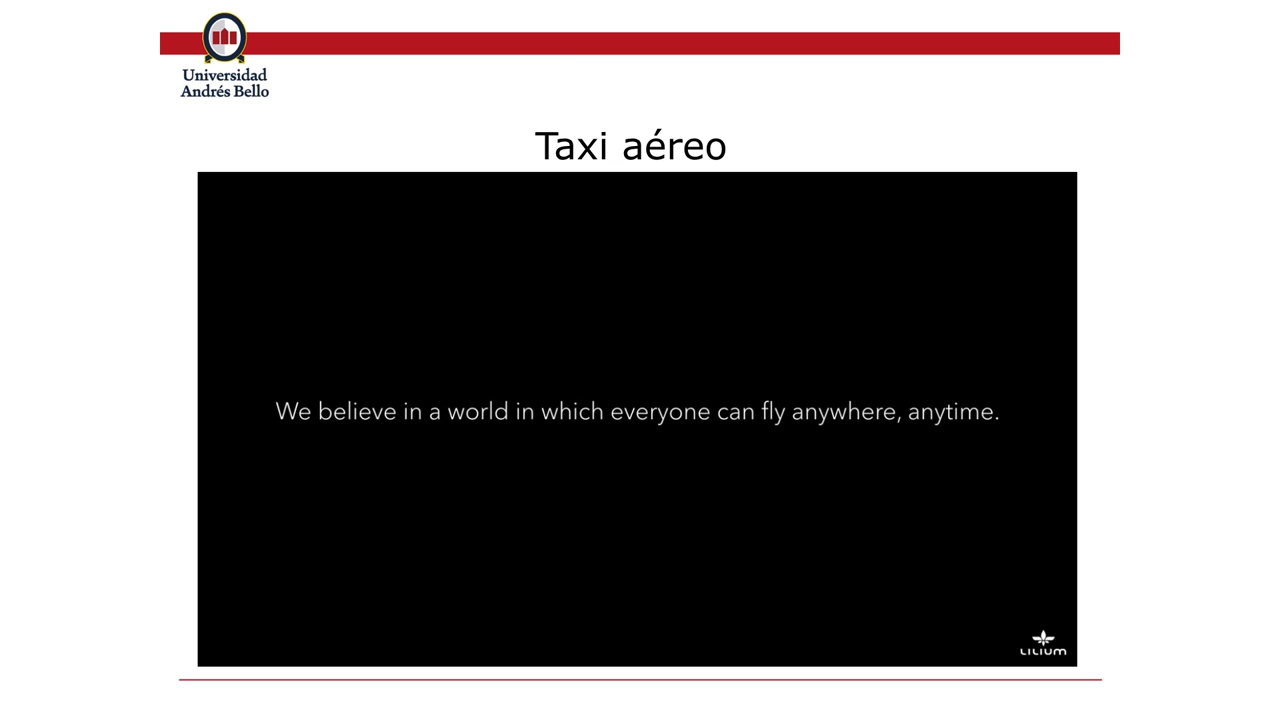 Universidad
Andrés Bello
Taxi aéreo
We believe in a world in which everyone can fly anywhere, anytime.
LILIUM